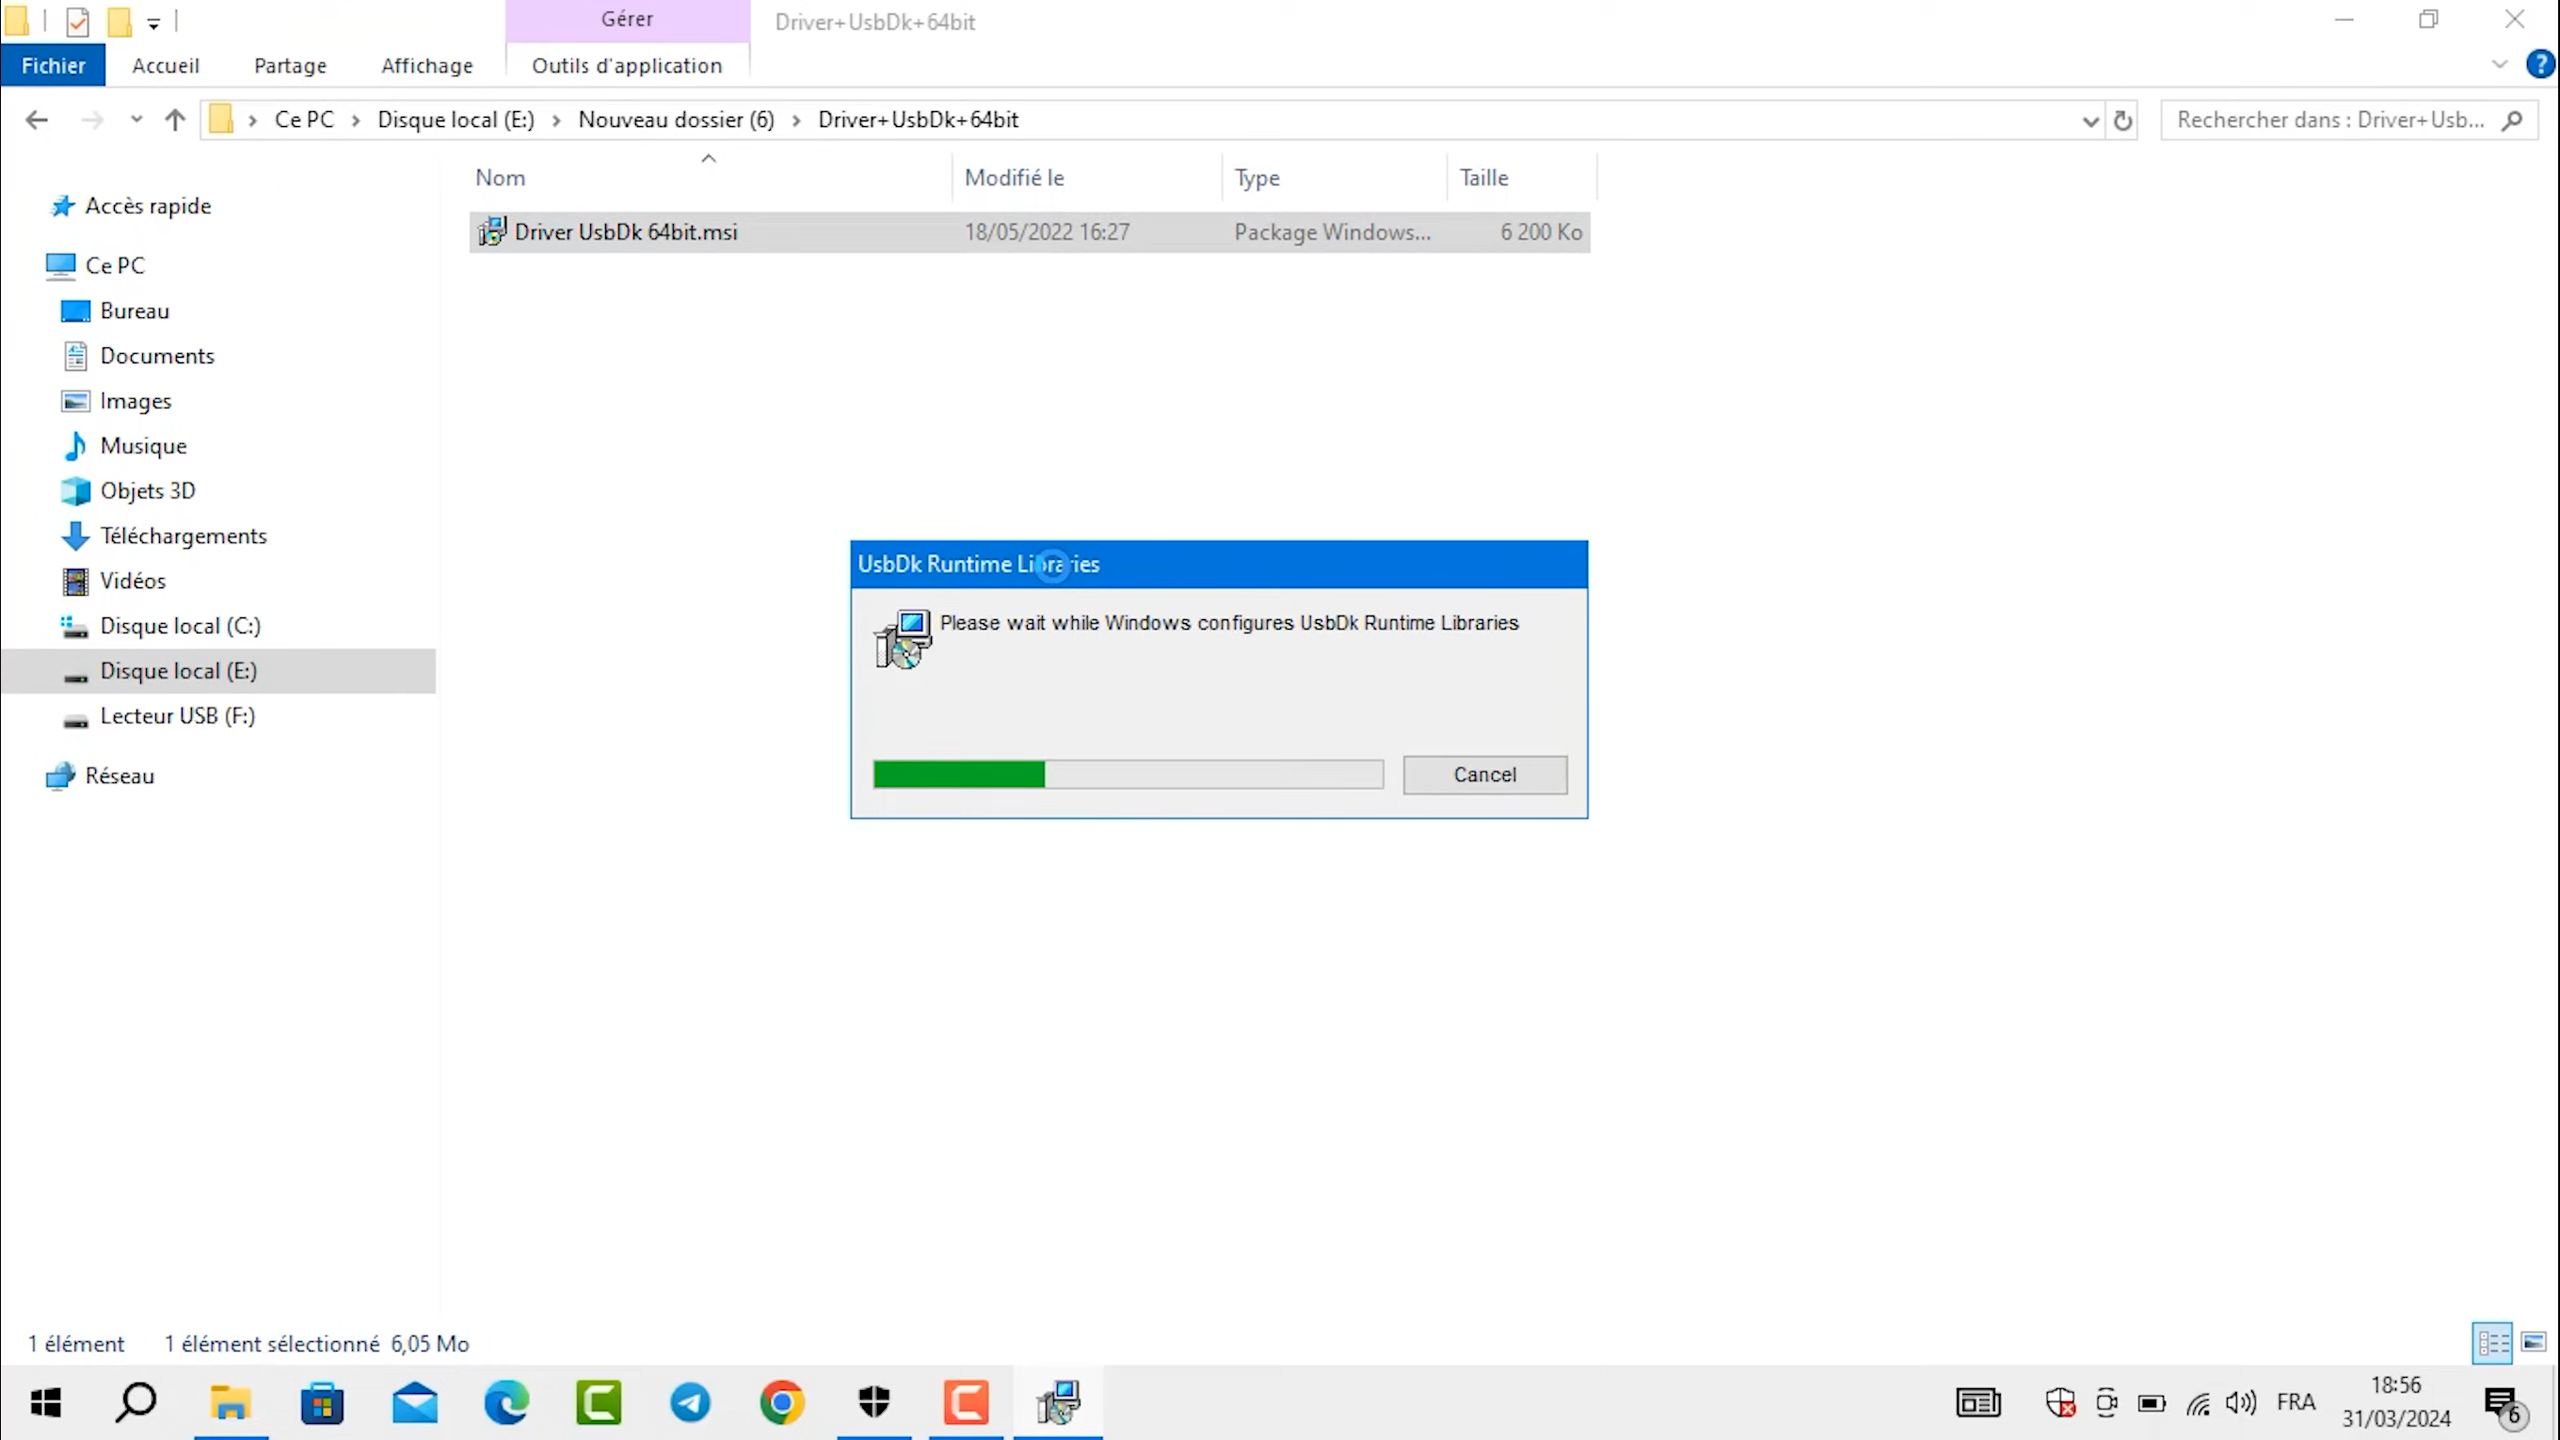 Gérer
Driver+UsbDk+64bit
Fichier
Accueil
Partage
Affichage
Outils d'application
?
Ce PC
Disque local (E:)
Nouveau dossier (6)
Driver+UsbDk+64bit
Rechercher dans : Driver+Usb...
Nom
Modifié le
Type
Taille
Driver UsbDk 64bit.msi
18/05/2022 16:27
Package Windows...
6 200 Ko
Accès rapide
Ce PC
Bureau
Documents
Images
Musique
Objets 3D
Téléchargements
Vidéos
Disque local (C:)
Disque local (E:)
Lecteur USB (F:)
Réseau
UsbDk Runtime Libraries
Please wait while Windows configures UsbDk Runtime Libraries
Cancel
1 élément
1 élément sélectionné 6,05 Mo
FRA
18:56
31/03/2024
6